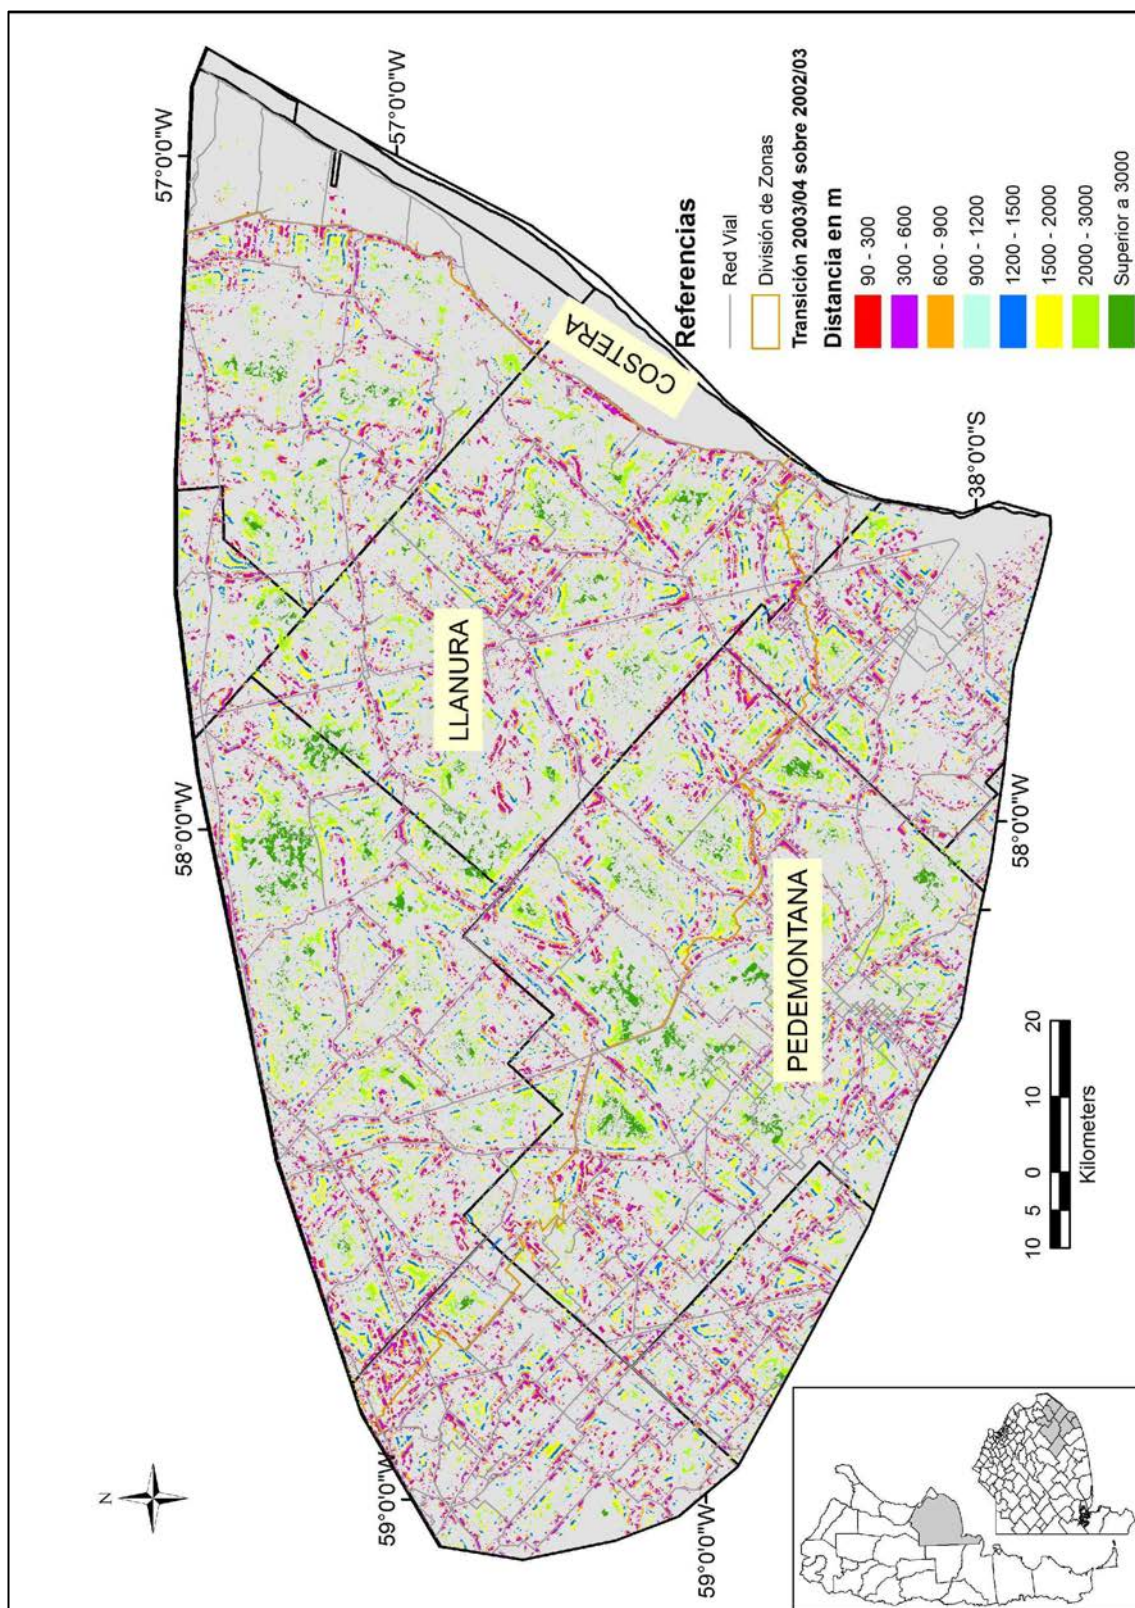 N
57°0'0"W
57°0'0"W
58°0'0"W
59°0'0"W
59°0'0"W
58°0'0"W
38°0'0"S
COSTERA
LLANURA
PEDEMONTANA
Referencias
Red Vial
División de Zonas
Transición 2003/04 sobre 2002/03
Distancia en m
90 - 300
300 - 600
600 - 900
900 - 1200
1200 - 1500
1500 - 2000
2000 - 3000
Superior a 3000
10 5 0 10 20
Kilometers